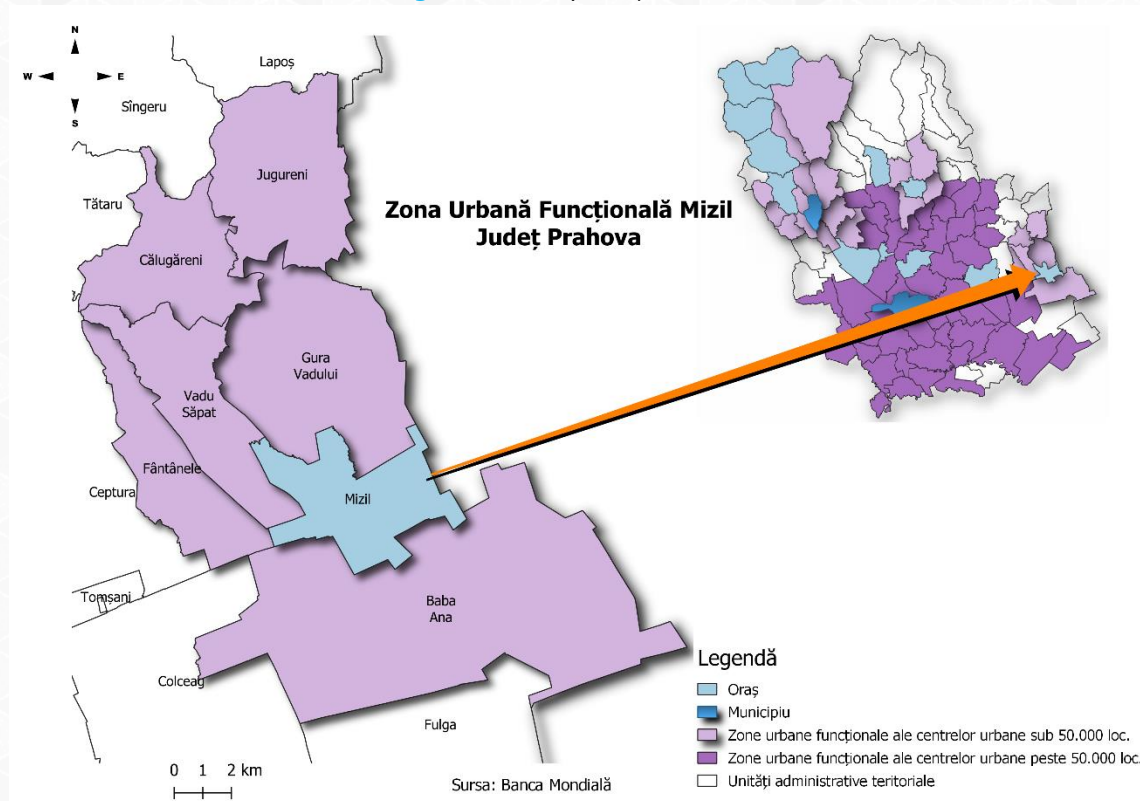 N
W E
S
Lapoș
Sîngeru
Jugureni
Tătaru
Zona Urbană Funcțională Mizil
Județ Prahova
Călugăreni
Gura
Vadului
Vadu
Săpat
Fântânele
Ceptura
Mizil
Tomșani
Baba
Ana
Colceag
Fulga
Legendă
Oraș
Municipiu
Zone urbane funcționale ale centrelor urbane sub 50.000 loc.
Zone urbane funcționale ale centrelor urbane peste 50.000 loc.
Unități administrative teritoriale
0 1 2 km
Sursa: Banca Mondială